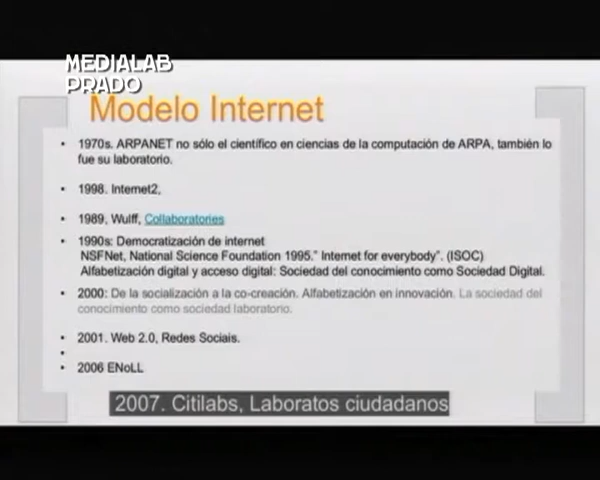 MEDIALAB
PRADO
Modelo Internet
• 1970s. ARPANET no sólo el científico en ciencias de la computación de ARPA, también lo
fue su laboratorio.
• 1998. Internet2,
• 1989, Wulff, Collaboratories
• 1990s: Democratización de internet
NSFNet, National Science Foundation 1995." Internet for everybody". (ISOC)
Alfabetización digital y acceso digital: Sociedad del conocimiento como Sociedad Digital.
• 2000: De la socialización a la co-creación. Alfabetización en innovación. La sociedad del
conocimiento como sociedad laboratorio.
• 2001. Web 2.0, Redes Sociais.
•
• 2006 ENoLL
2007. Citilabs, Laboratos ciudadanos